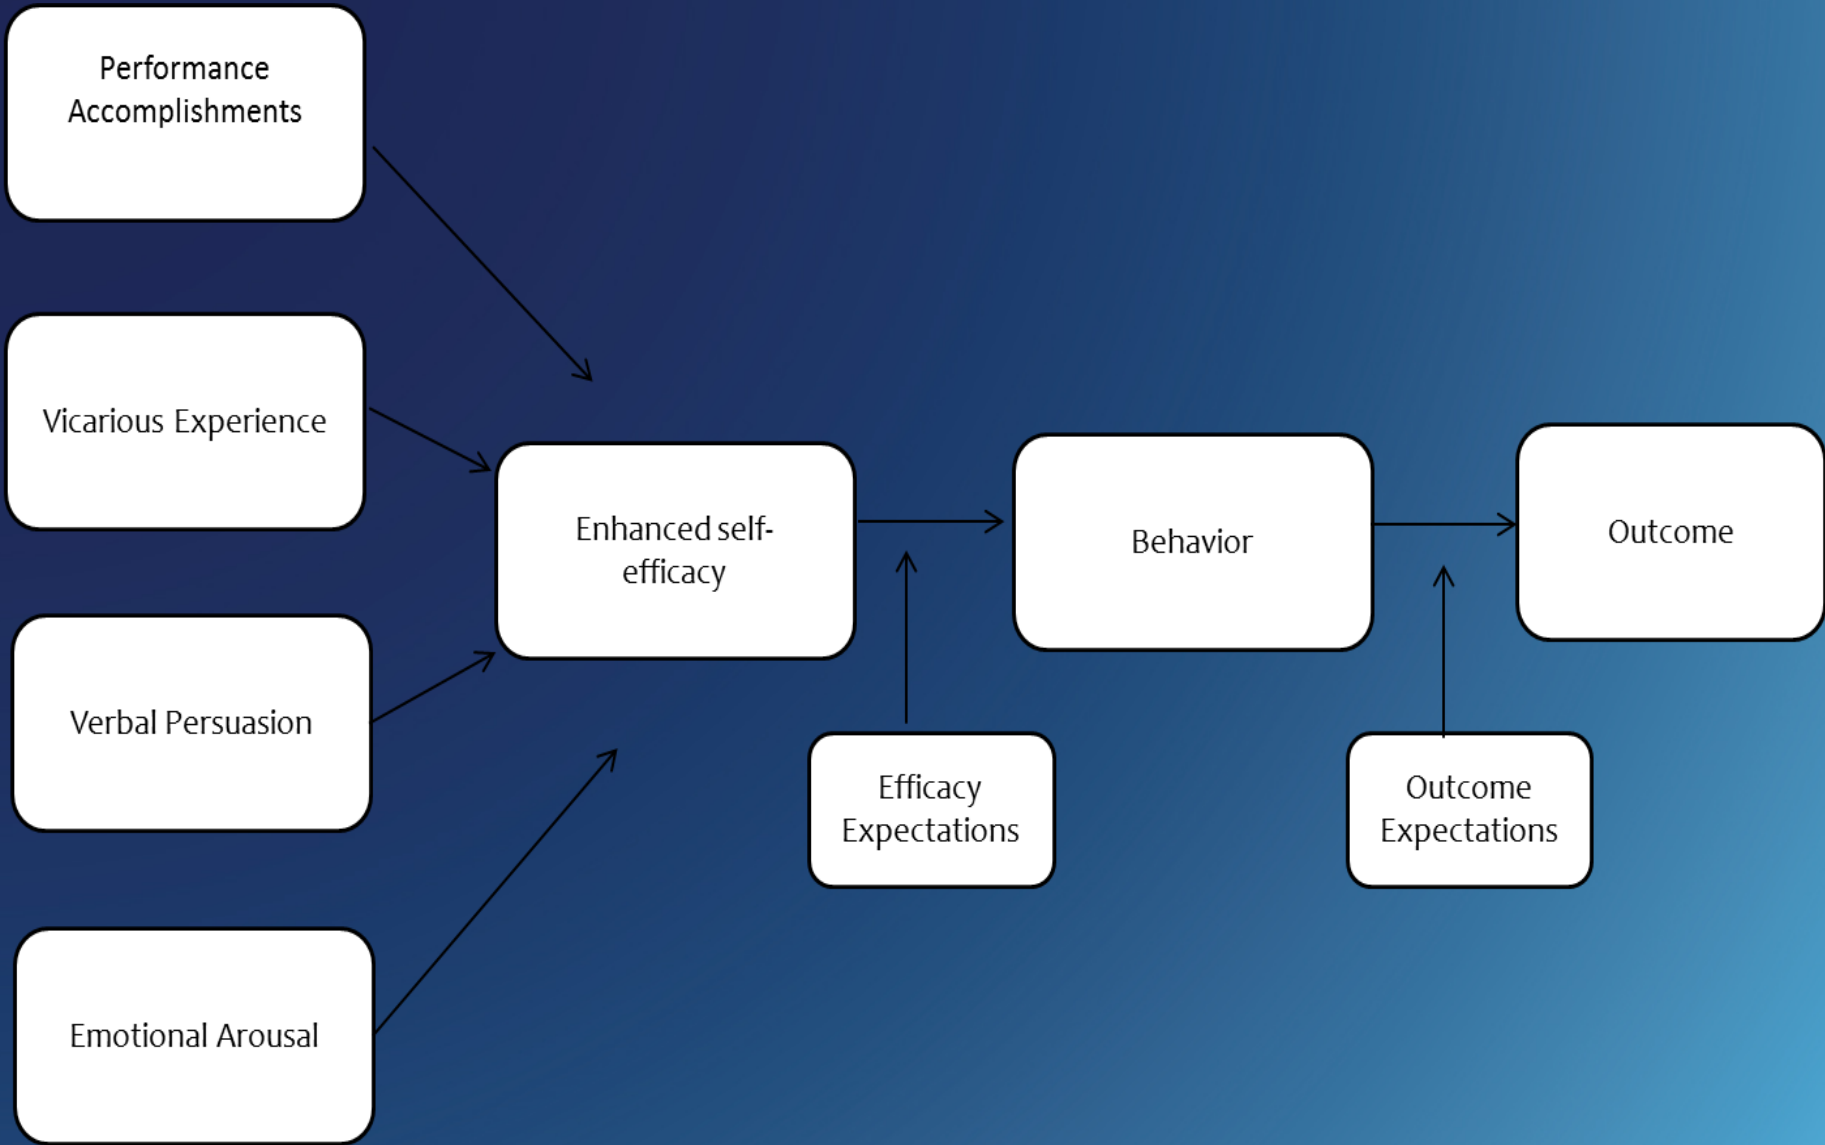 Performance
Accomplishments
Vicarious Experience
Verbal Persuasion
Emotional Arousal
Enhanced self-
efficacy
Behavior
Outcome
Efficacy
Expectations
Outcome
Expectations